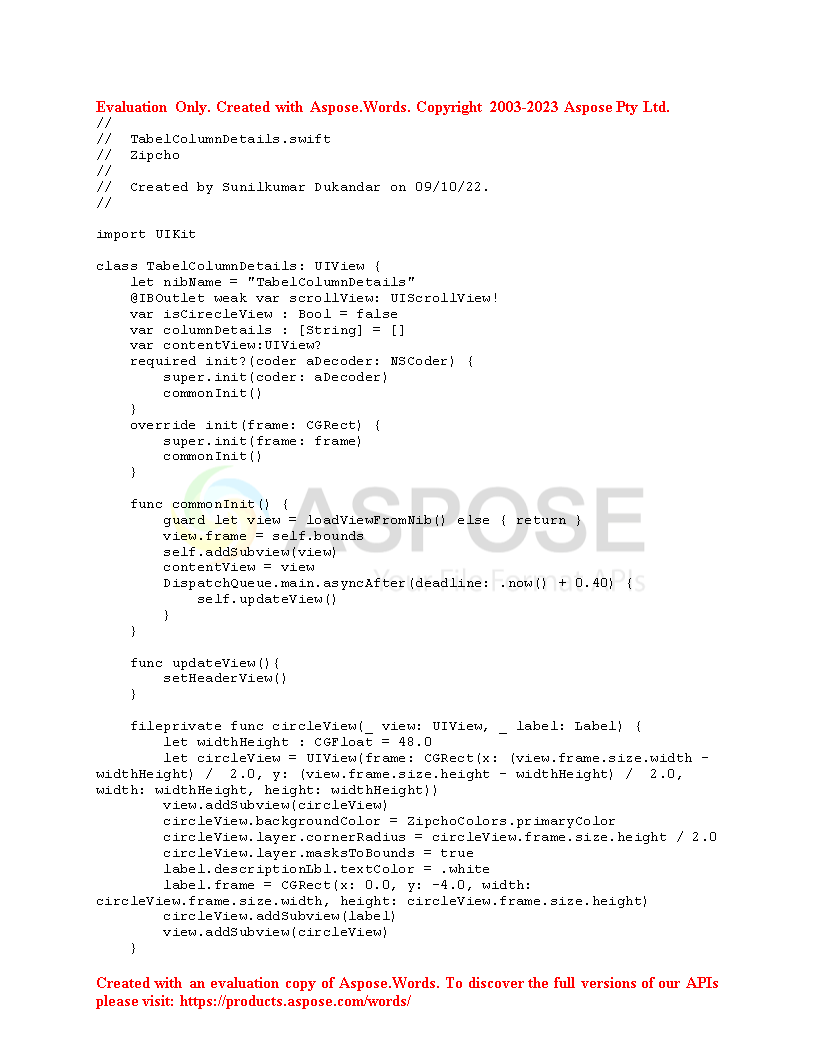 Evaluation Only. Created with Aspose.Words. Copyright 2003-2023 Aspose Pty Ltd.
//
//  TabelColumnDetails.swift
//  Zipcho
//
//  Created by Sunilkumar Dukandar on 09/10/22.
//

import UIKit

class TabelColumnDetails: UIView {
    let nibName = "TabelColumnDetails"
    @IBOutlet weak var scrollView: UIScrollView!
    var isCirecleView : Bool = false
    var columnDetails : [String] = []
    var contentView:UIView?
    required init?(coder aDecoder: NSCoder) {
        super.init(coder: aDecoder)
        commonInit()
    }
    override init(frame: CGRect) {
        super.init(frame: frame)
        commonInit()
    }

    func commonInit() {
        guard let view = loadViewFromNib() else { return }
        view.frame = self.bounds
        self.addSubview(view)
        contentView = view
        DispatchQueue.main.asyncAfter(deadline: .now() + 0.40) {
            self.updateView()
        }
    }
ASPOSE
Your File Format APIs

    func updateView(){
        setHeaderView()
    }

    fileprivate func circleView(_ view: UIView, _ label: Label) {
        let widthHeight : CGFloat = 48.0
        let circleView = UIView(frame: CGRect(x: (view.frame.size.width -
widthHeight) /  2.0, y: (view.frame.size.height - widthHeight) /  2.0,
width: widthHeight, height: widthHeight))
        view.addSubview(circleView)
        circleView.backgroundColor = ZipchoColors.primaryColor
        circleView.layer.cornerRadius = circleView.frame.size.height / 2.0
        circleView.layer.masksToBounds = true
        label.descriptionLbl.textColor = .white
        label.frame = CGRect(x: 0.0, y: -4.0, width:
circleView.frame.size.width, height: circleView.frame.size.height)
        circleView.addSubview(label)
        view.addSubview(circleView)
    }

Created with an evaluation copy of Aspose.Words. To discover the full versions of our APIs
please visit: https://products.aspose.com/words/